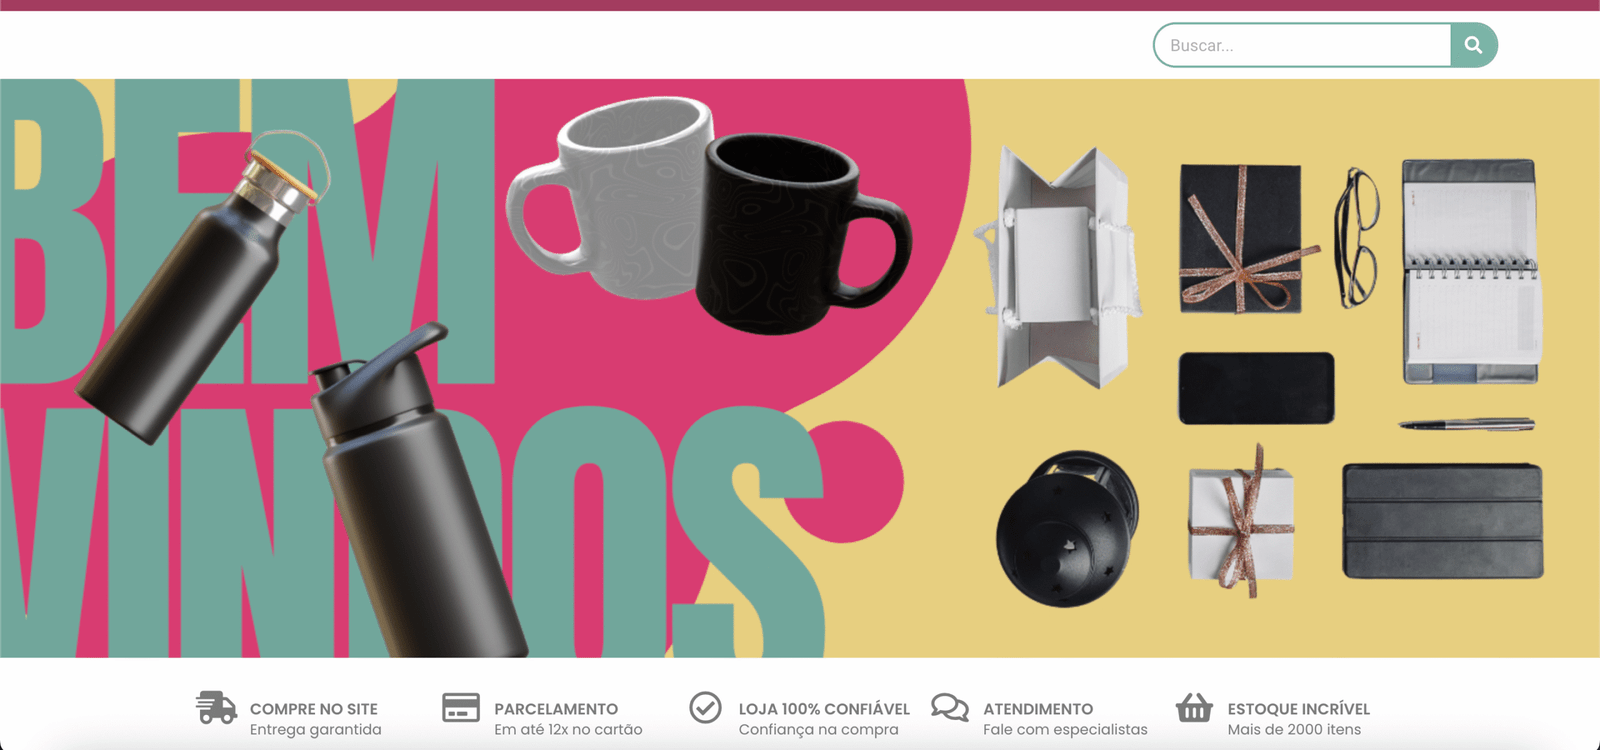 Buscar...
BEM
VINDOS
COMPRE NO SITE
Entrega garantida
PARCELAMENTO
Em até 12x no cartão
LOJA 100% CONFIÁVEL
Confiança na compra
ATENDIMENTO
Fale com especialistas
ESTOQUE INCRÍVEL
Mais de 2000 itens